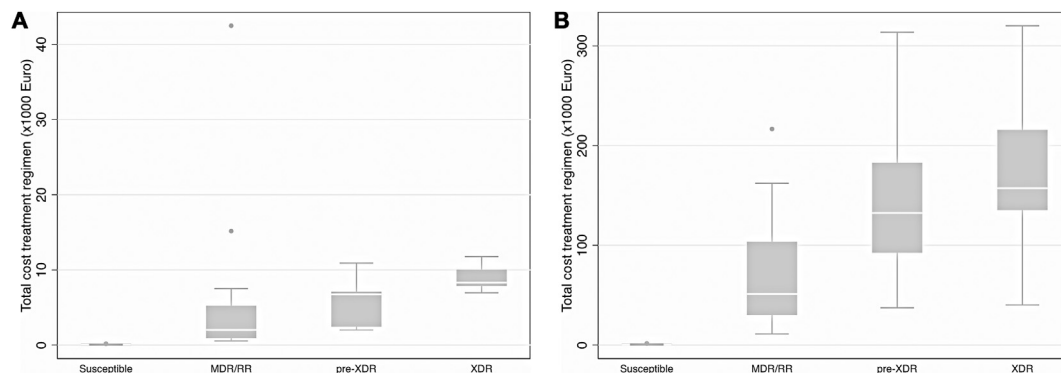 A
Total cost treatment regimen (x1000 Euro)
40
30
20
10
0
Susceptible
MDR/RR
pre-XDR
XDR
B
Total cost treatment regimen (x1000 Euro)
300
200
100
0
Susceptible
MDR/RR
pre-XDR
XDR